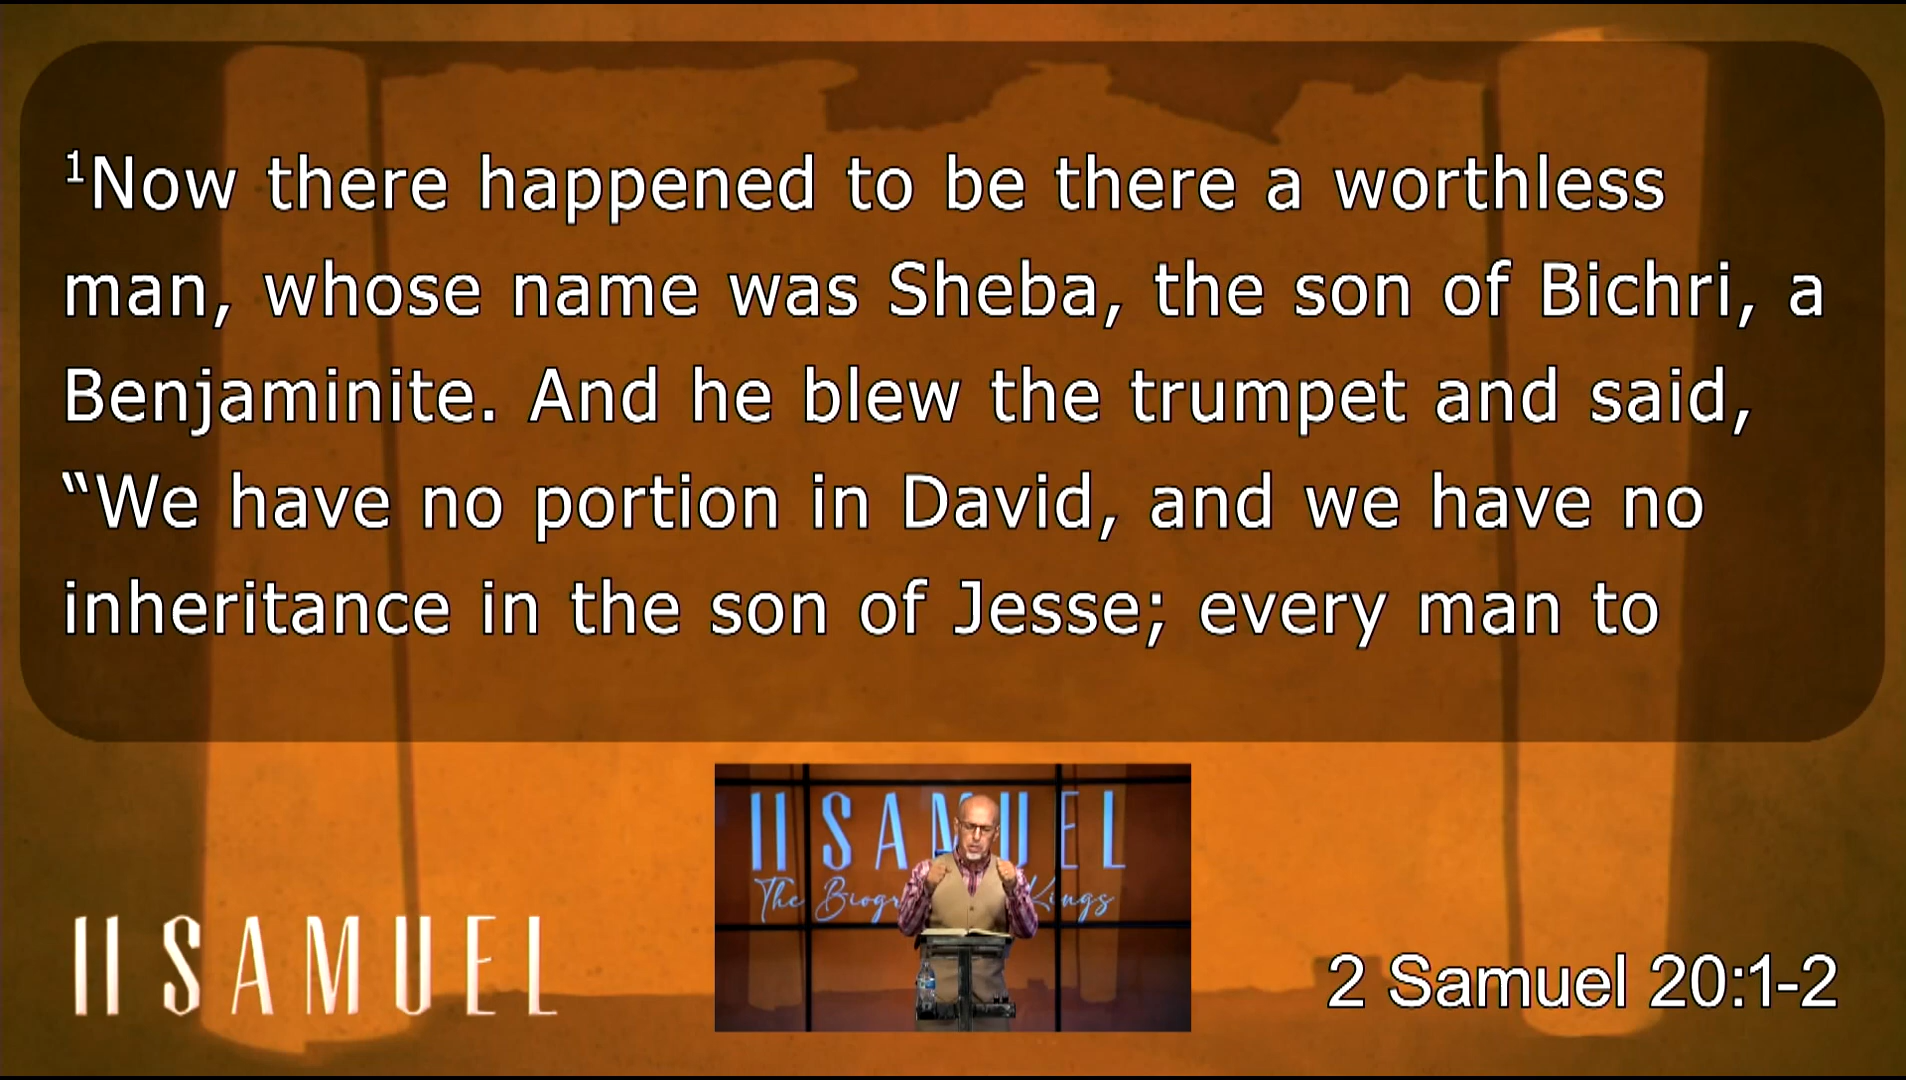 ¹Now there happened to be there a worthless
man, whose name was Sheba, the son of Bichri, a
Benjaminite. And he blew the trumpet and said,
“We have no portion in David, and we have no
inheritance in the son of Jesse; every man to
II SAMUEL
The Biogr Kings
II SAMUEL
2 Samuel 20:1-2